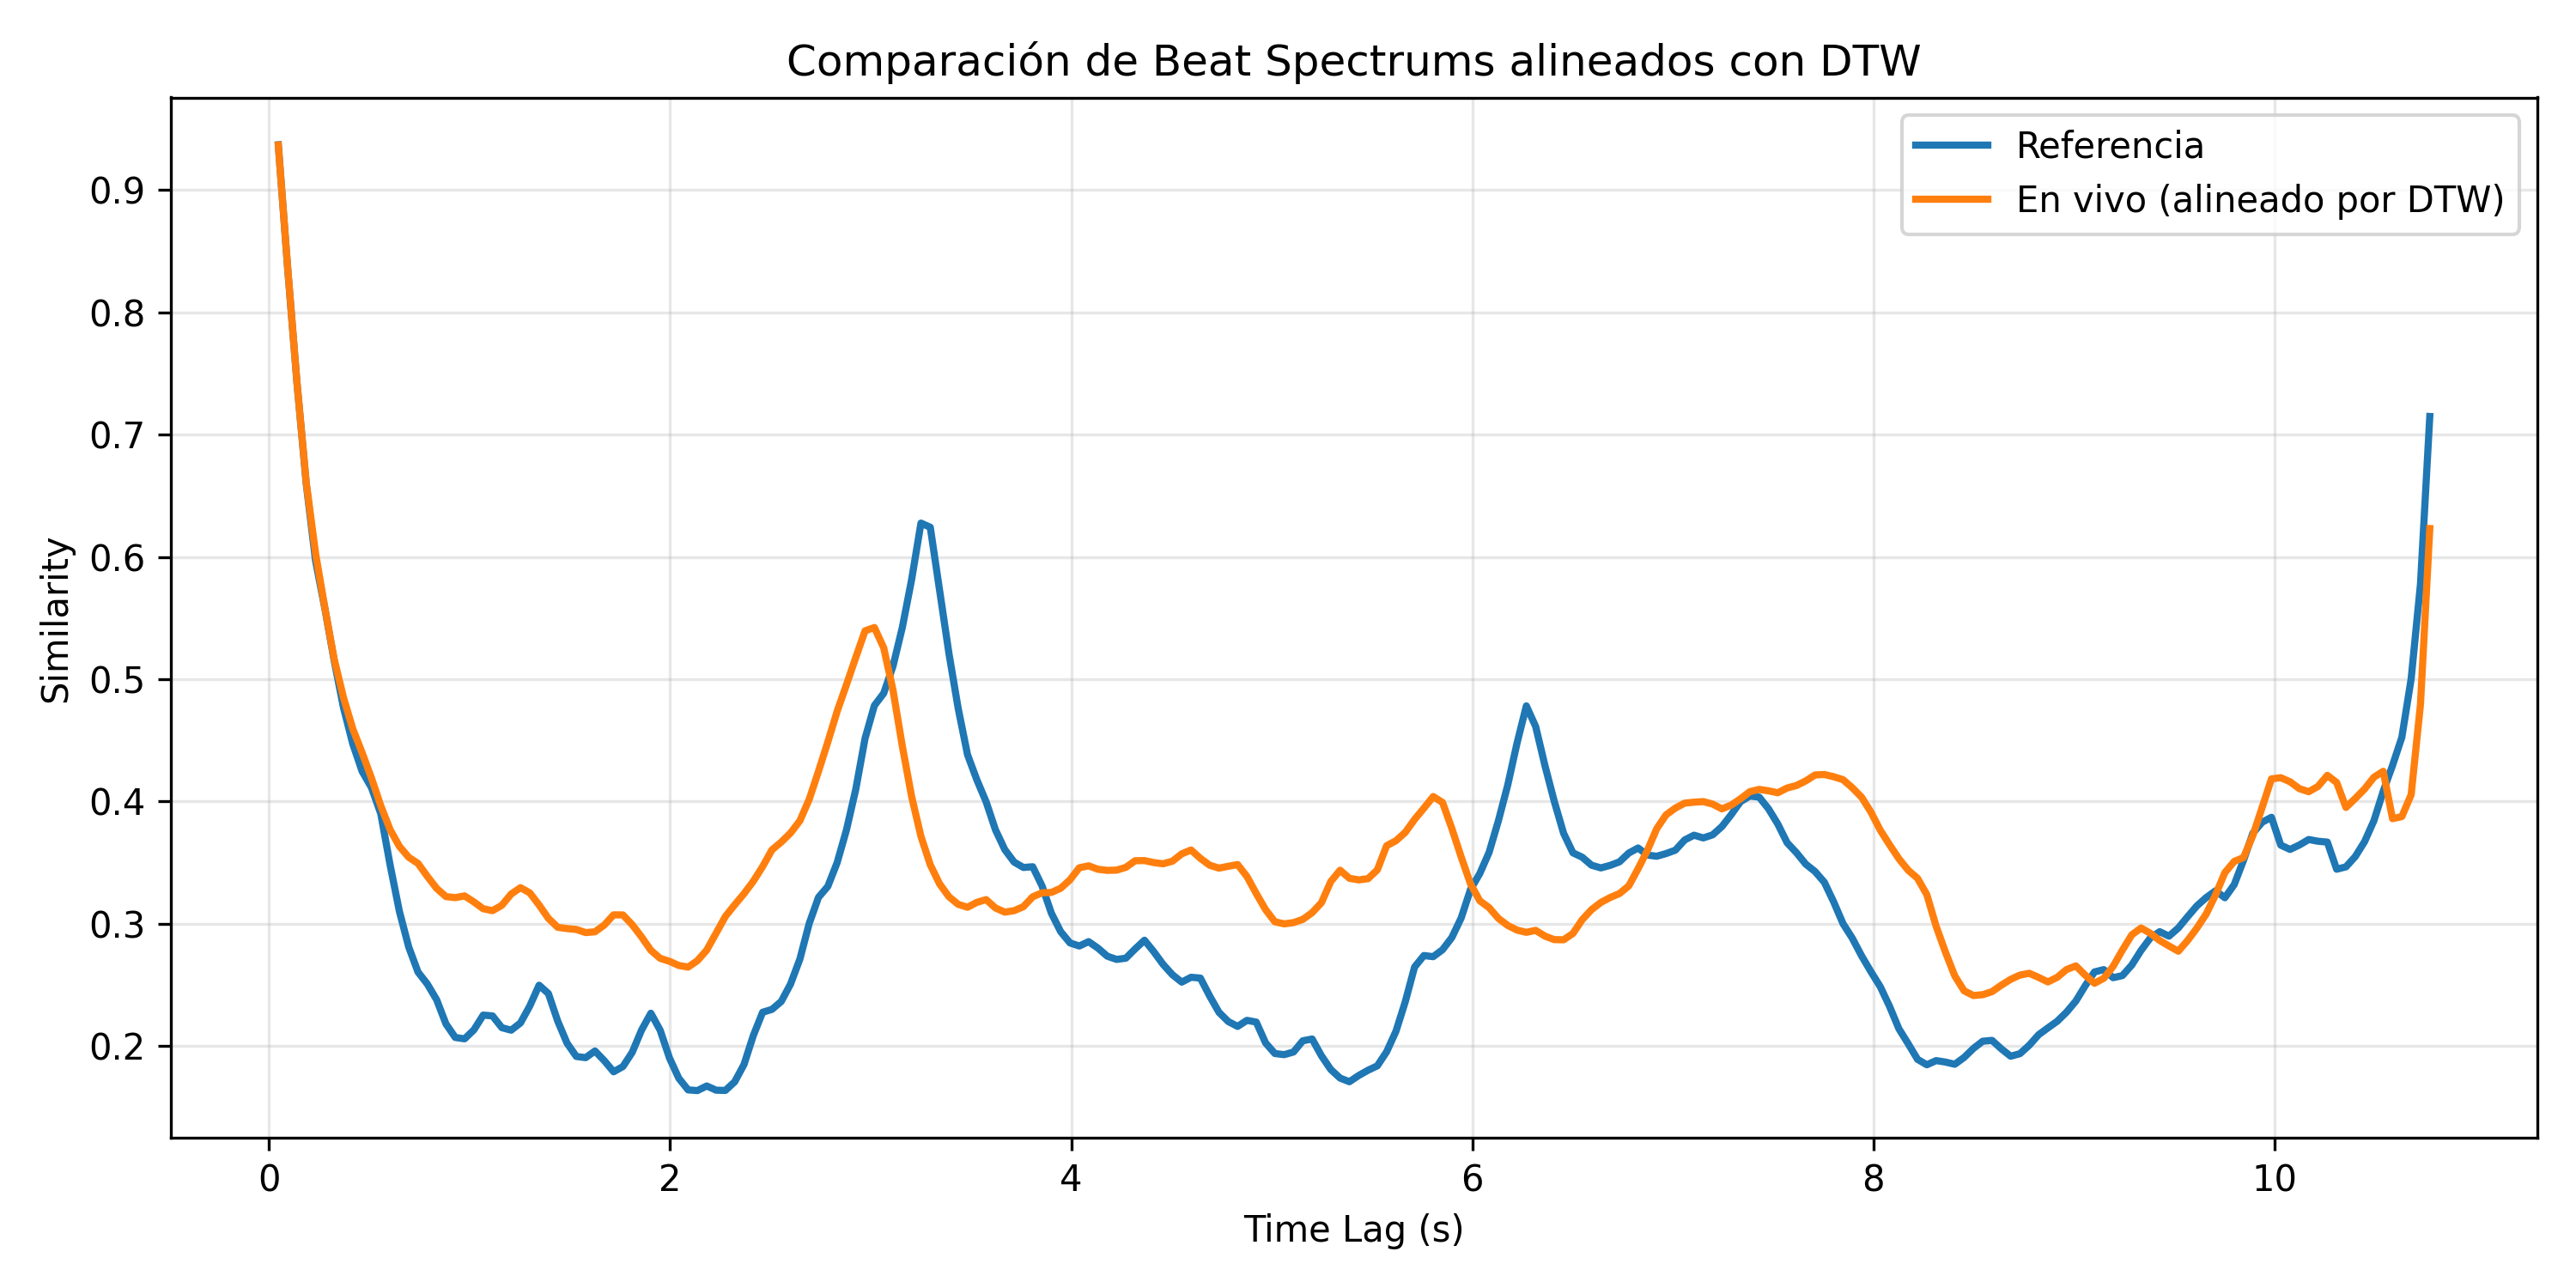 Comparación de Beat Spectrums alineados con DTW
Referencia
En vivo (alineado por DTW)
Similarity
0.9
0.8
0.7
0.6
0.5
0.4
0.3
0.2
0
2
4
6
8
10
Time Lag (s)